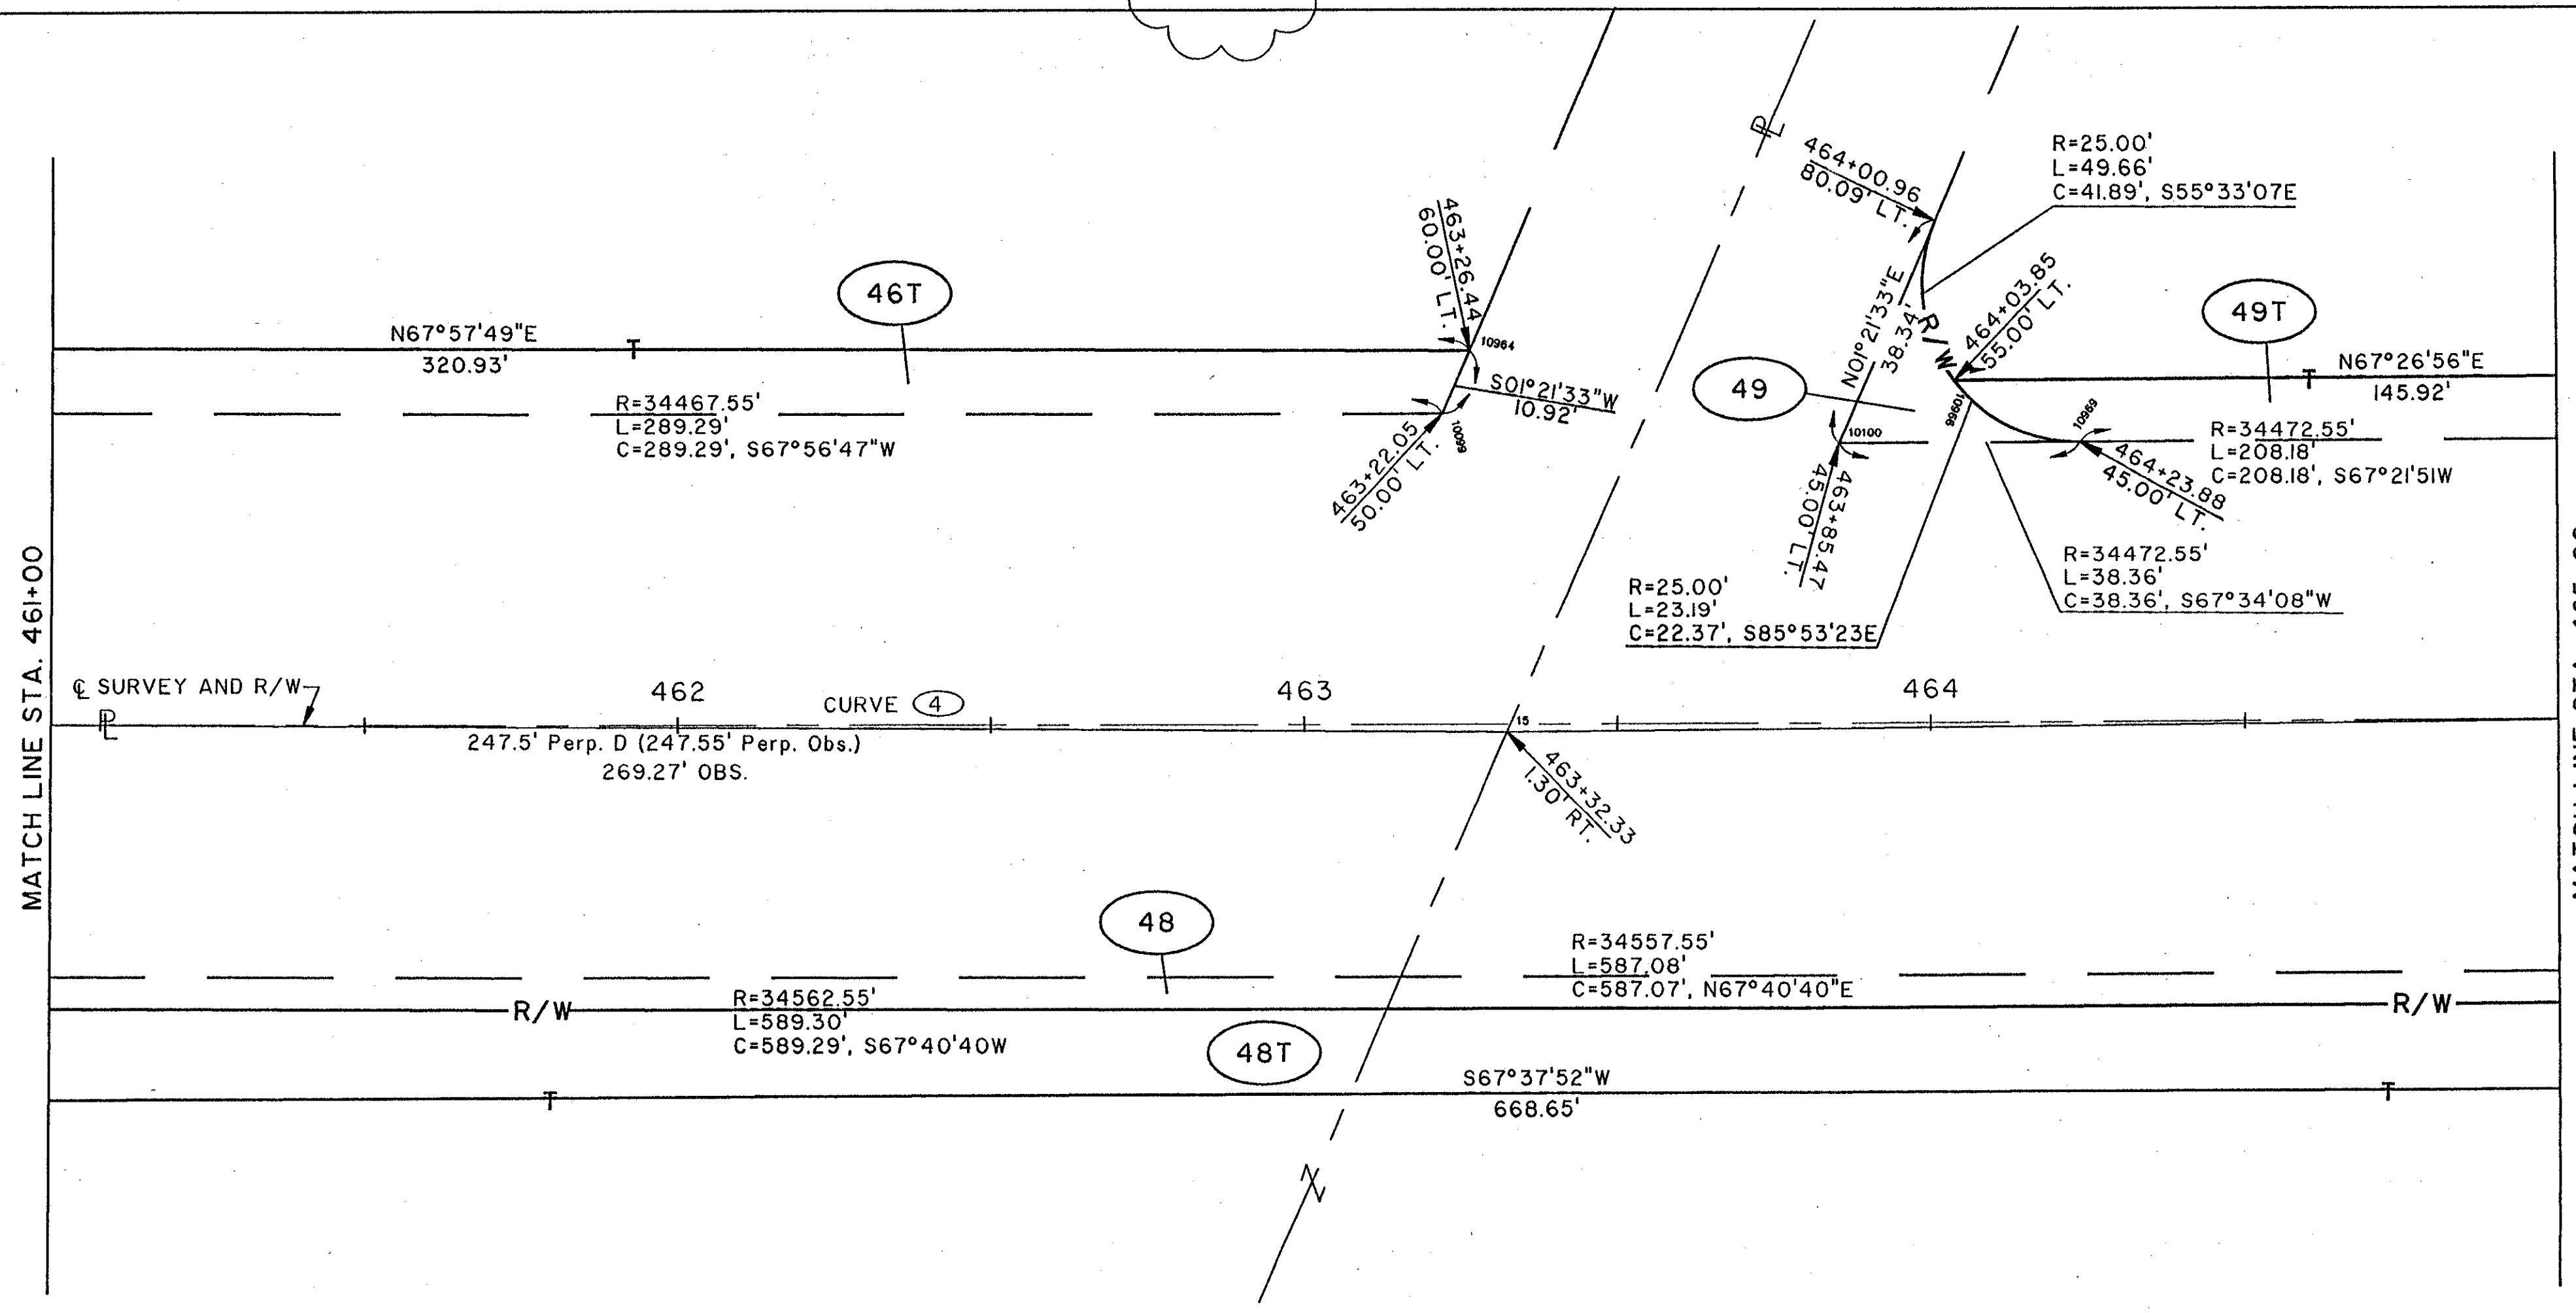 R=25.00'
L=49.66'
C=41.89', S55°33'07E
464+00.96
80.09' LT.
463+26.44
60.00' LT.
46T
N67°57'49"E
320.93'
T
10964
S01°21'33"W
10.92'
R=34467.55'
L=289.29'
C=289.29', S67°56'47"W
463+22.05
50.00' LT.
10099
N01°21'33"E
38.34'
R/W
464+03.85
55.00' LT.
49T
T
N67°26'56"E
145.92'
49
10100
10966
10969
463+85.47
45.00' LT.
464+23.88
45.00' LT.
R=34472.55'
L=208.18'
C=208.18', S67°21'51W
R=34472.55'
L=38.36'
C=38.36', S67°34'08"W
R=25.00'
L=23.19'
C=22.37', S85°53'23E
MATCH LINE STA. 461+00
℄ SURVEY AND R/W
462
CURVE 4
463
464
15
247.5' Perp. D (247.55' Perp. Obs.)
269.27' OBS.
463+32.33
1.30' RT.
48
R=34557.55'
L=587.08'
C=587.07', N67°40'40"E
R/W
R=34562.55'
L=589.30'
C=589.29', S67°40'40W
R/W
48T
S67°37'52"W
668.65'
T
T